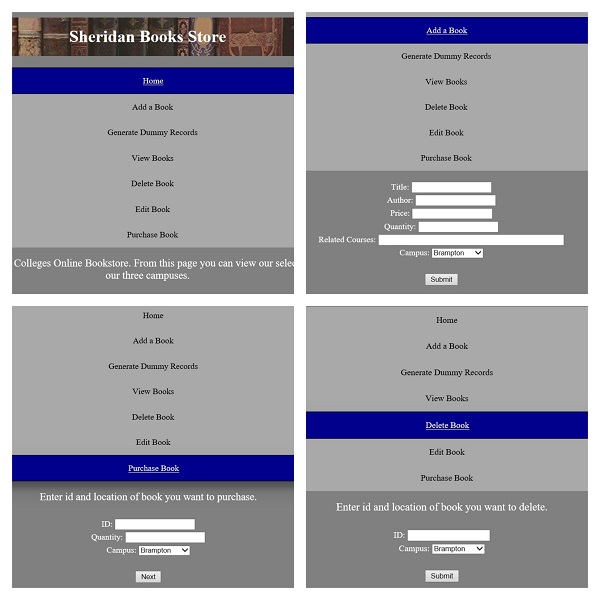 Sheridan Books Store
Home
Add a Book
Generate Dummy Records
View Books
Delete Book
Edit Book
Purchase Book
Colleges Online Bookstore. From this page you can view our selec
our three campuses.
Add a Book
Generate Dummy Records
View Books
Delete Book
Edit Book
Purchase Book
Title:
Author:
Price:
Quantity:
Related Courses:
Campus: Brampton
Submit
Home
Add a Book
Generate Dummy Records
View Books
Delete Book
Edit Book
Purchase Book
Enter id and location of book you want to purchase.
ID:
Quantity:
Campus: Brampton
Next
Home
Add a Book
Generate Dummy Records
View Books
Delete Book
Edit Book
Purchase Book
Enter id and location of book you want to delete.
ID:
Campus: Brampton
Submit